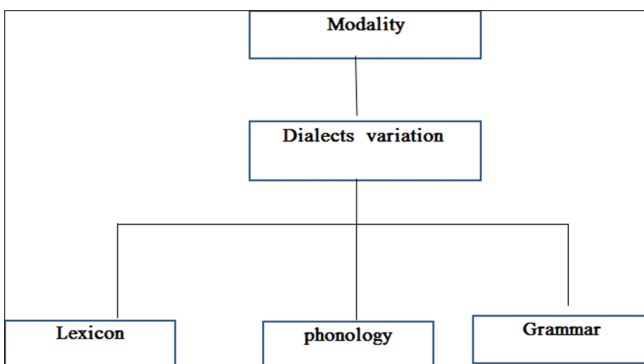 Modality
Dialects variation
Lexicon
phonology
Grammar